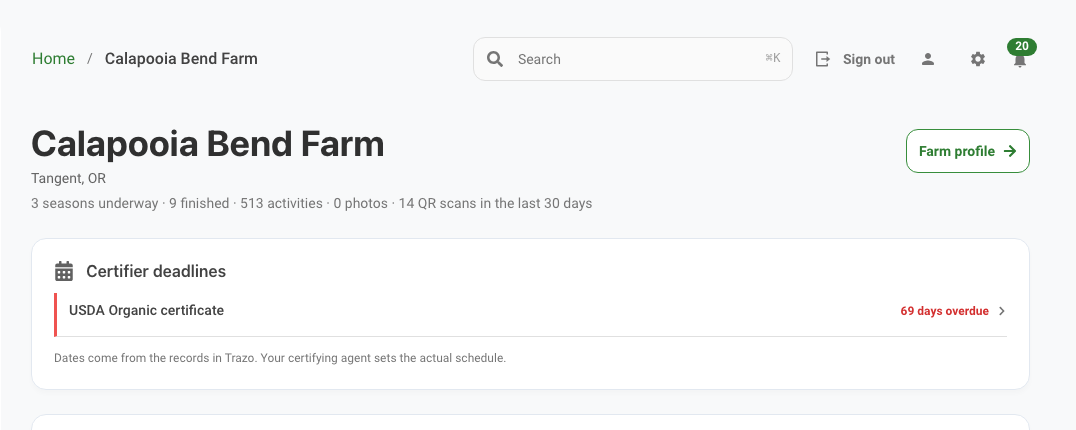 Home / Calapooia Bend Farm
Search ⌘K
Sign out
20
Calapooia Bend Farm
Farm profile
Tangent, OR
3 seasons underway · 9 finished · 513 activities · 0 photos · 14 QR scans in the last 30 days
Certifier deadlines
USDA Organic certificate
69 days overdue
Dates come from the records in Trazo. Your certifying agent sets the actual schedule.